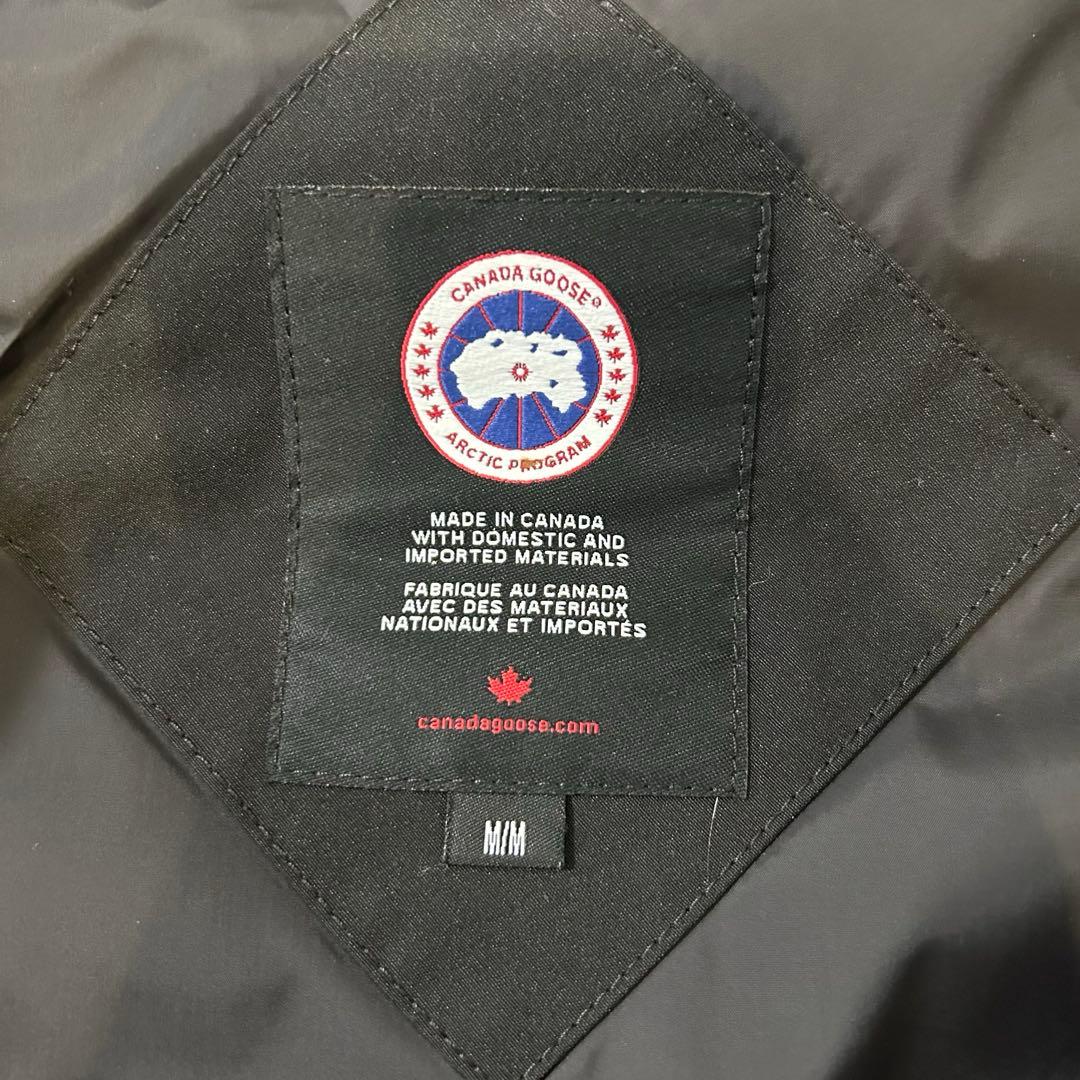 CANADA GOOSE®
ARCTIC PROGRAM
MADE IN CANADA
WITH DOMESTIC AND
IMPORTED MATERIALS
FABRIQUE AU CANADA
AVEC DES MATERIAUX
NATIONAUX ET IMPORTÉS
canadagoose.com
M/M